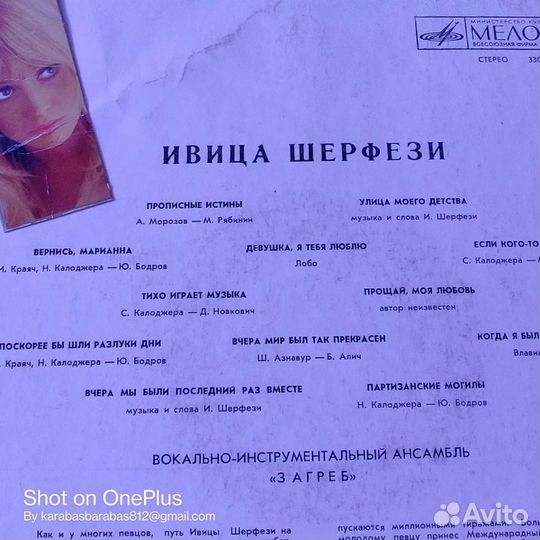 МИНИСТЕРСТВО
МЕЛО
ВСЕСОЮЗНАЯ ФИРМА
СТЕРЕО 330
ИВИЦА ШЕРФЕЗИ
ПРОПИСНЫЕ ИСТИНЫ
А. Морозов — М. Рябинин
УЛИЦА МОЕГО ДЕТСТВА
музыка и слова И. Шерфези
ВЕРНИСЬ, МАРИАННА
И. Краяч, Н. Калоджера — Ю. Бодров
ДЕВУШКА, Я ТЕБЯ ЛЮБЛЮ
Лобо
ЕСЛИ КОГО-ТО
С. Калоджера —
ТИХО ИГРАЕТ МУЗЫКА
С. Калоджера — Д. Новкович
ПРОЩАЙ, МОЯ ЛЮБОВЬ
автор неизвестен
ПОСКОРЕЕ БЫ ШЛИ РАЗЛУКИ ДНИ
Краяч, Н. Калоджера — Ю. Бодров
ВЧЕРА МИР БЫЛ ТАК ПРЕКРАСЕН
Ш. Азнавур — Б. Алич
КОГДА Я БЫЛ
ВЧЕРА МЫ БЫЛИ ПОСЛЕДНИЙ РАЗ ВМЕСТЕ
музыка и слова И. Шерфези
ПАРТИЗАНСКИЕ МОГИЛЫ
Н. Калоджера — Ю. Бодров
ВОКАЛЬНО-ИНСТРУМЕНТАЛЬНЫЙ АНСАМБЛЬ
«ЗАГРЕБ»
Как и у многих певцов, путь Ивицы Шерфези на
пускаются миллионными тиражами.
молодому певцу принес Международный
Shot on OnePlus
By karabasbarabas812@gmail.com
Avito